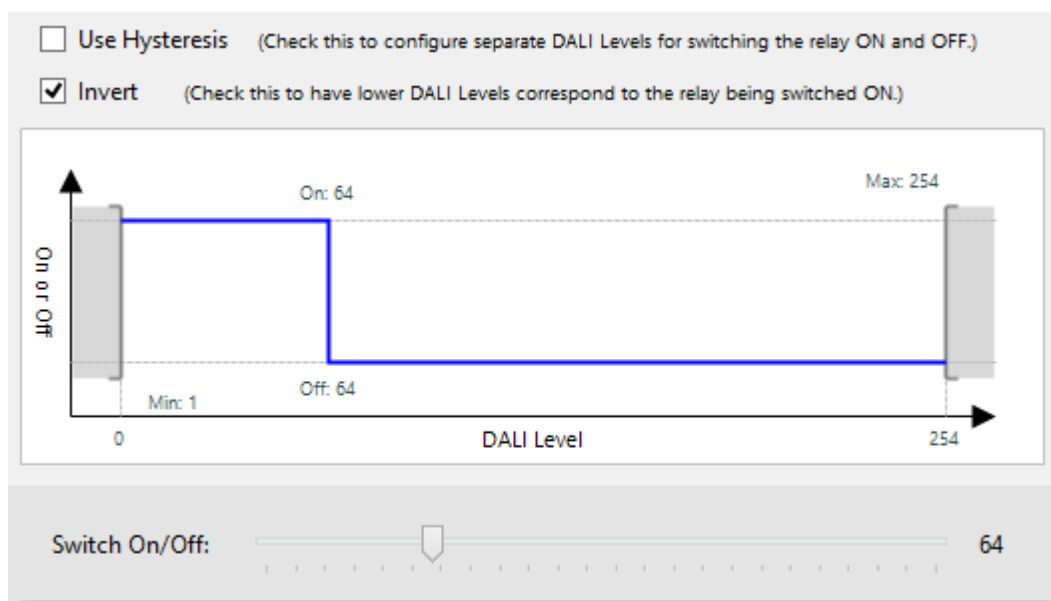 Use Hysteresis (Check this to configure separate DALI Levels for switching the relay ON and OFF.)
Invert (Check this to have lower DALI Levels correspond to the relay being switched ON.)
On: 64
Max: 254
On or Off
Off: 64
Min: 1
0
DALI Level
254
Switch On/Off:
64